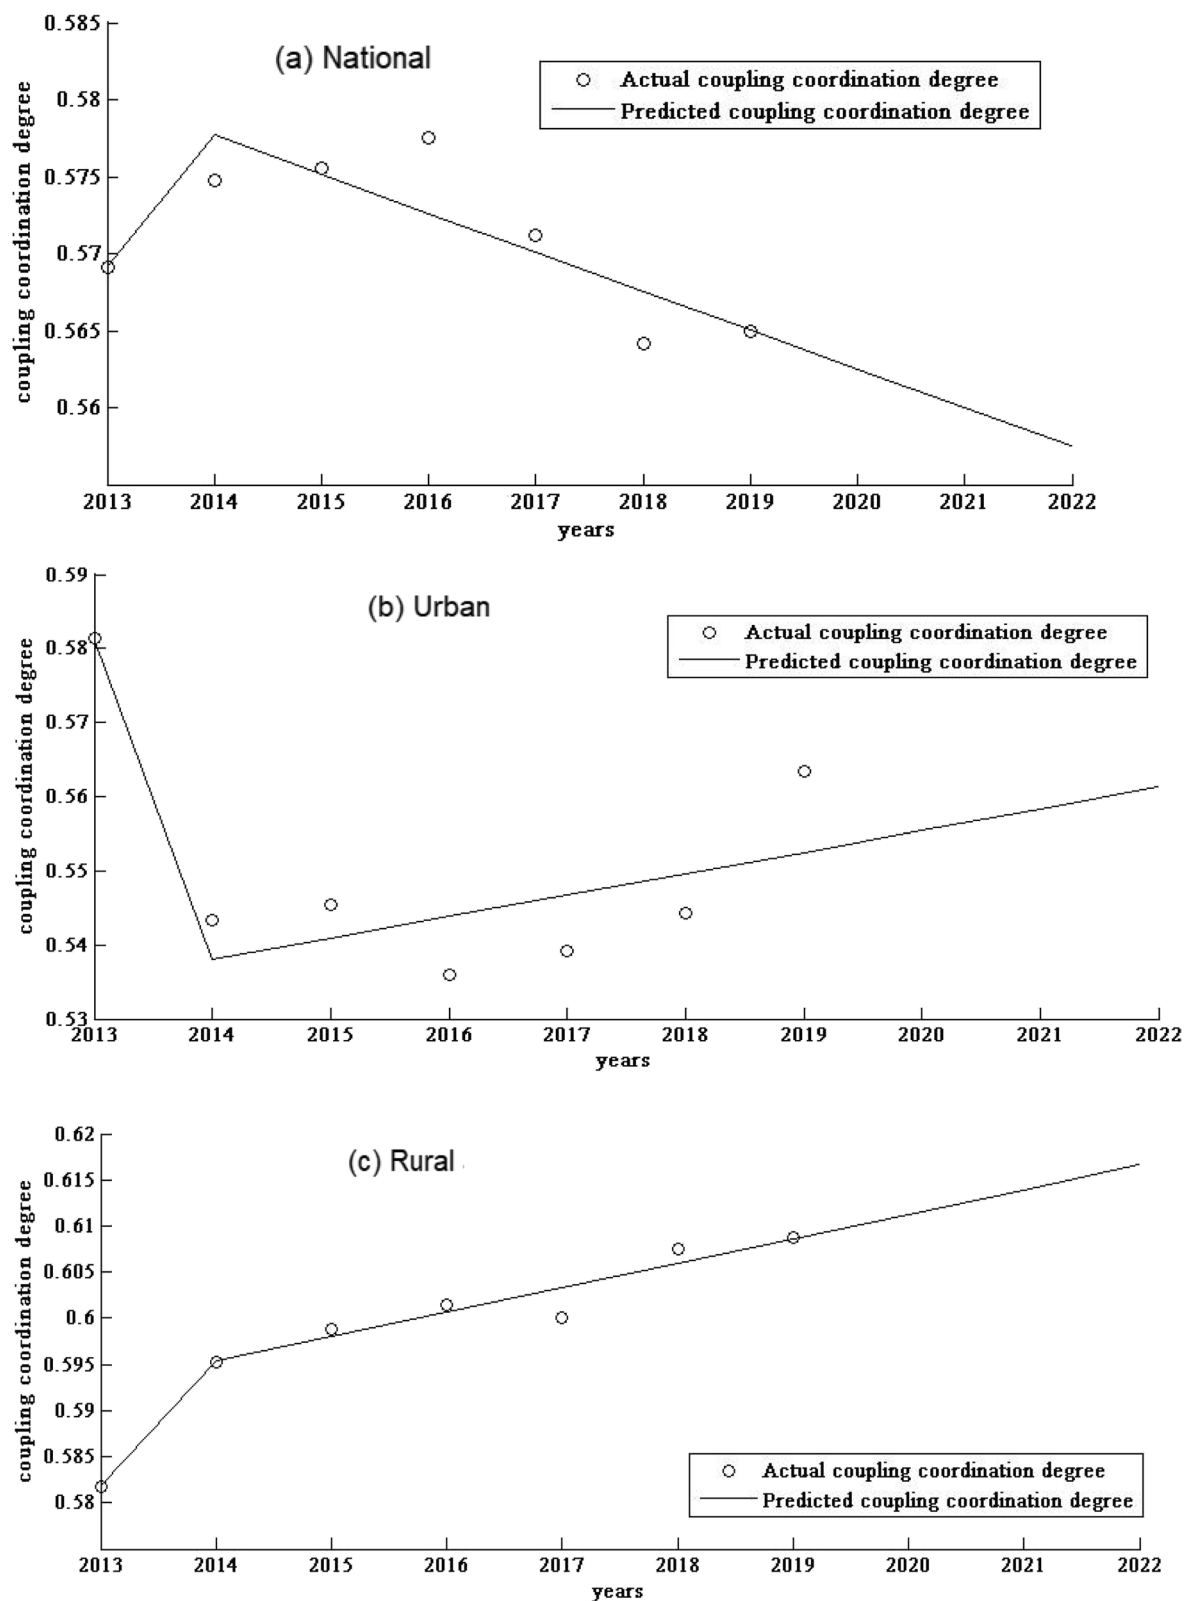 0.585
(a) National
Actual coupling coordination degree
Predicted coupling coordination degree
0.58
0.575
0.57
0.565
0.56
coupling coordination degree
2013 2014 2015 2016 2017 2018 2019 2020 2021 2022
years
0.59
(b) Urban
Actual coupling coordination degree
Predicted coupling coordination degree
0.58
0.57
0.56
0.55
0.54
0.53
coupling coordination degree
2013 2014 2015 2016 2017 2018 2019 2020 2021 2022
years
0.62
(c) Rural
0.615
0.61
0.605
0.6
0.595
0.59
0.585
0.58
coupling coordination degree
Actual coupling coordination degree
Predicted coupling coordination degree
2013 2014 2015 2016 2017 2018 2019 2020 2021 2022
years